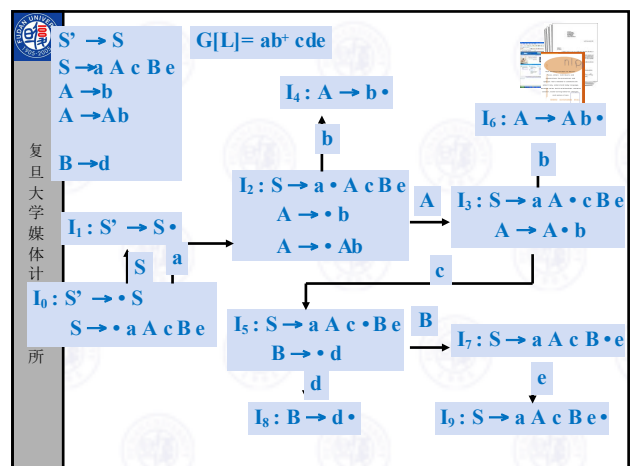 S' → S
S → a A c B e
A → b
A → Ab
B → d
G[L]= ab⁺ cde
I₄ : A → b •
I₆ : A → A b •
b
b
I₂ : S → a • A c B e
A → • b
A → • Ab
A
I₃ : S → a A • c B e
A → A • b
I₁ : S' → S •
S
a
I₀ : S' → • S
S → • a A c B e
c
I₅ : S → a A c • B e
B → • d
B
I₇ : S → a A c B • e
d
e
I₈ : B → d •
I₉ : S → a A c B e •
复旦大学媒体计
所